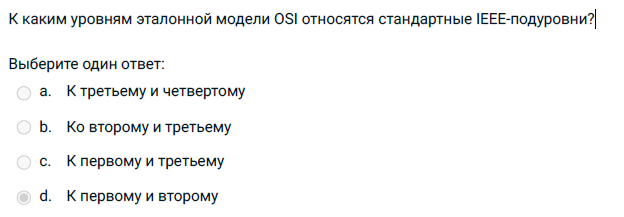 К каким уровням эталонной модели OSI относятся стандартные IEEE-подуровни?
Выберите один ответ:
a. К третьему и четвертому
b. Ко второму и третьему
c. К первому и третьему
d. К первому и второму